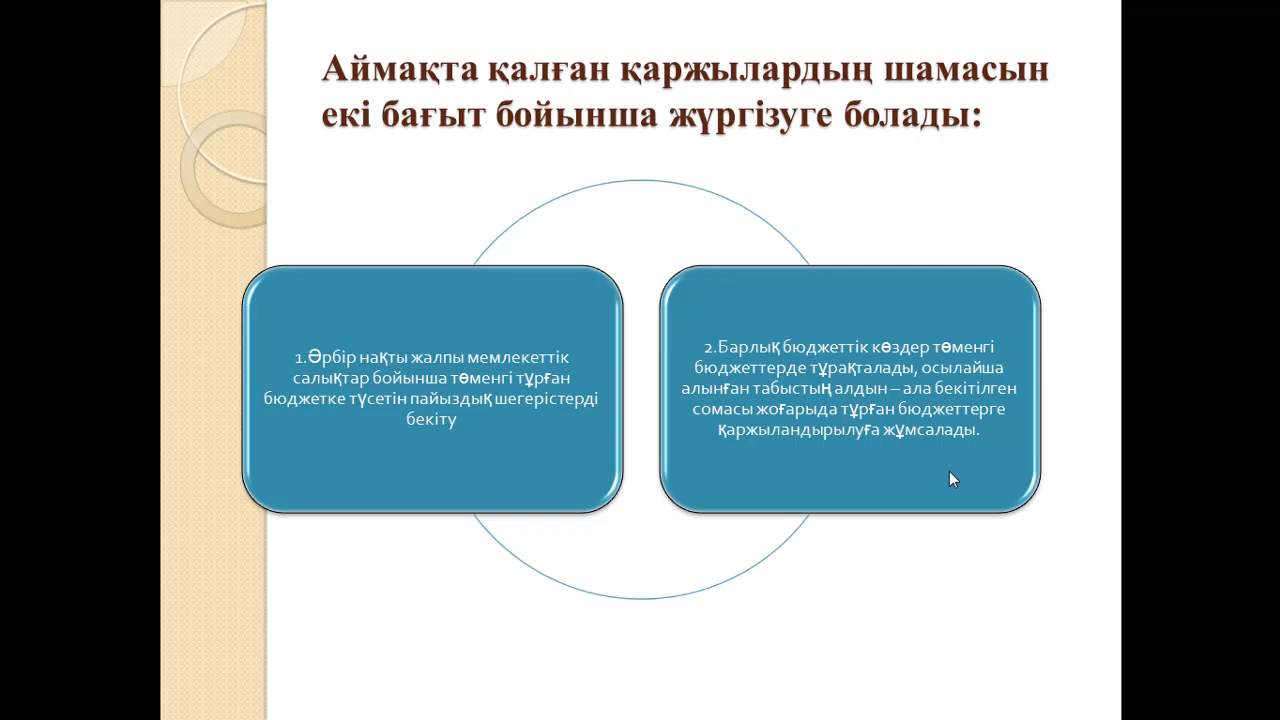 Аймақта қалған қаржылардың шамасын
екі бағыт бойынша жүргізуге болады:
1.Әрбір нақты жалпы мемлекеттік
салықтар бойынша төменгі тұрған
бюджетке түсетін пайыздық шегерістерді
бекіту
2.Барлық бюджеттік көздер төменгі
бюджеттерде тұрақталады, осылайша
алынған табыстың алдын – ала бекітілген
сомасы жоғарыда тұрған бюджеттерге
қаржыландырылуға жұмсалады.